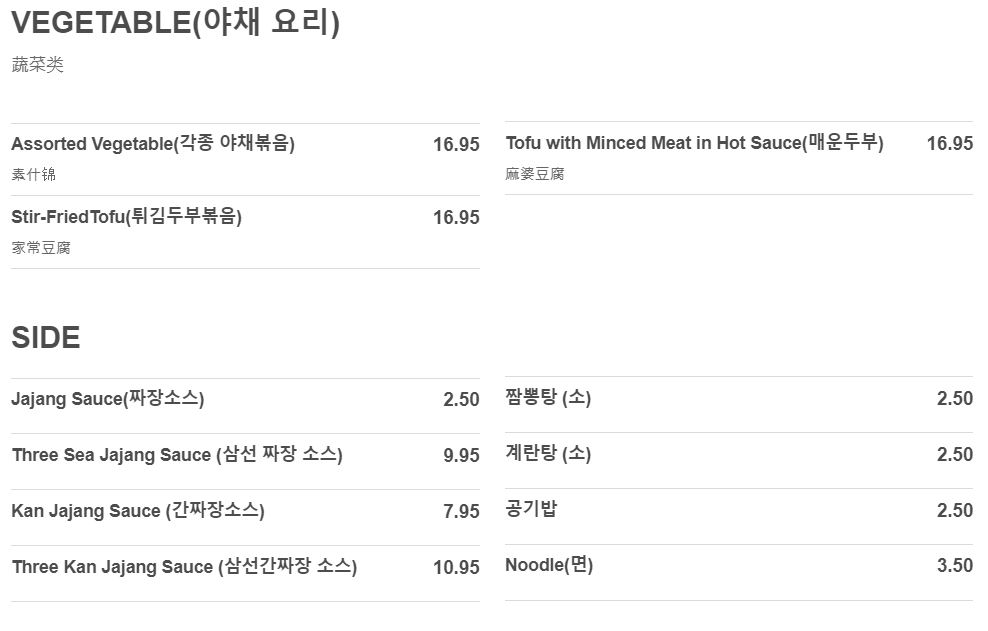 VEGETABLE(야채 요리)
蔬菜类
Assorted Vegetable(각종 야채볶음) 16.95
素什锦
Stir-FriedTofu(튀김두부볶음) 16.95
家常豆腐
Tofu with Minced Meat in Hot Sauce(매운두부) 16.95
麻婆豆腐
SIDE
Jajang Sauce(짜장소스) 2.50
Three Sea Jajang Sauce (삼선 짜장 소스) 9.95
Kan Jajang Sauce (간짜장소스) 7.95
Three Kan Jajang Sauce (삼선간짜장 소스) 10.95
짬뽕탕 (소) 2.50
계란탕 (소) 2.50
공기밥 2.50
Noodle(면) 3.50